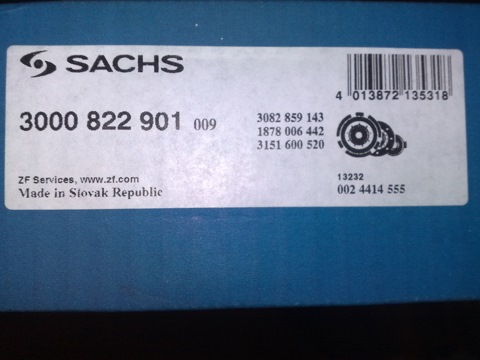 SACHS
3000 822 901 009
3082 859 143
1878 006 442
3151 600 520
4 013872 135318
ZF Services, www.zf.com
Made in Slovak Republic
13232
002 4414 555